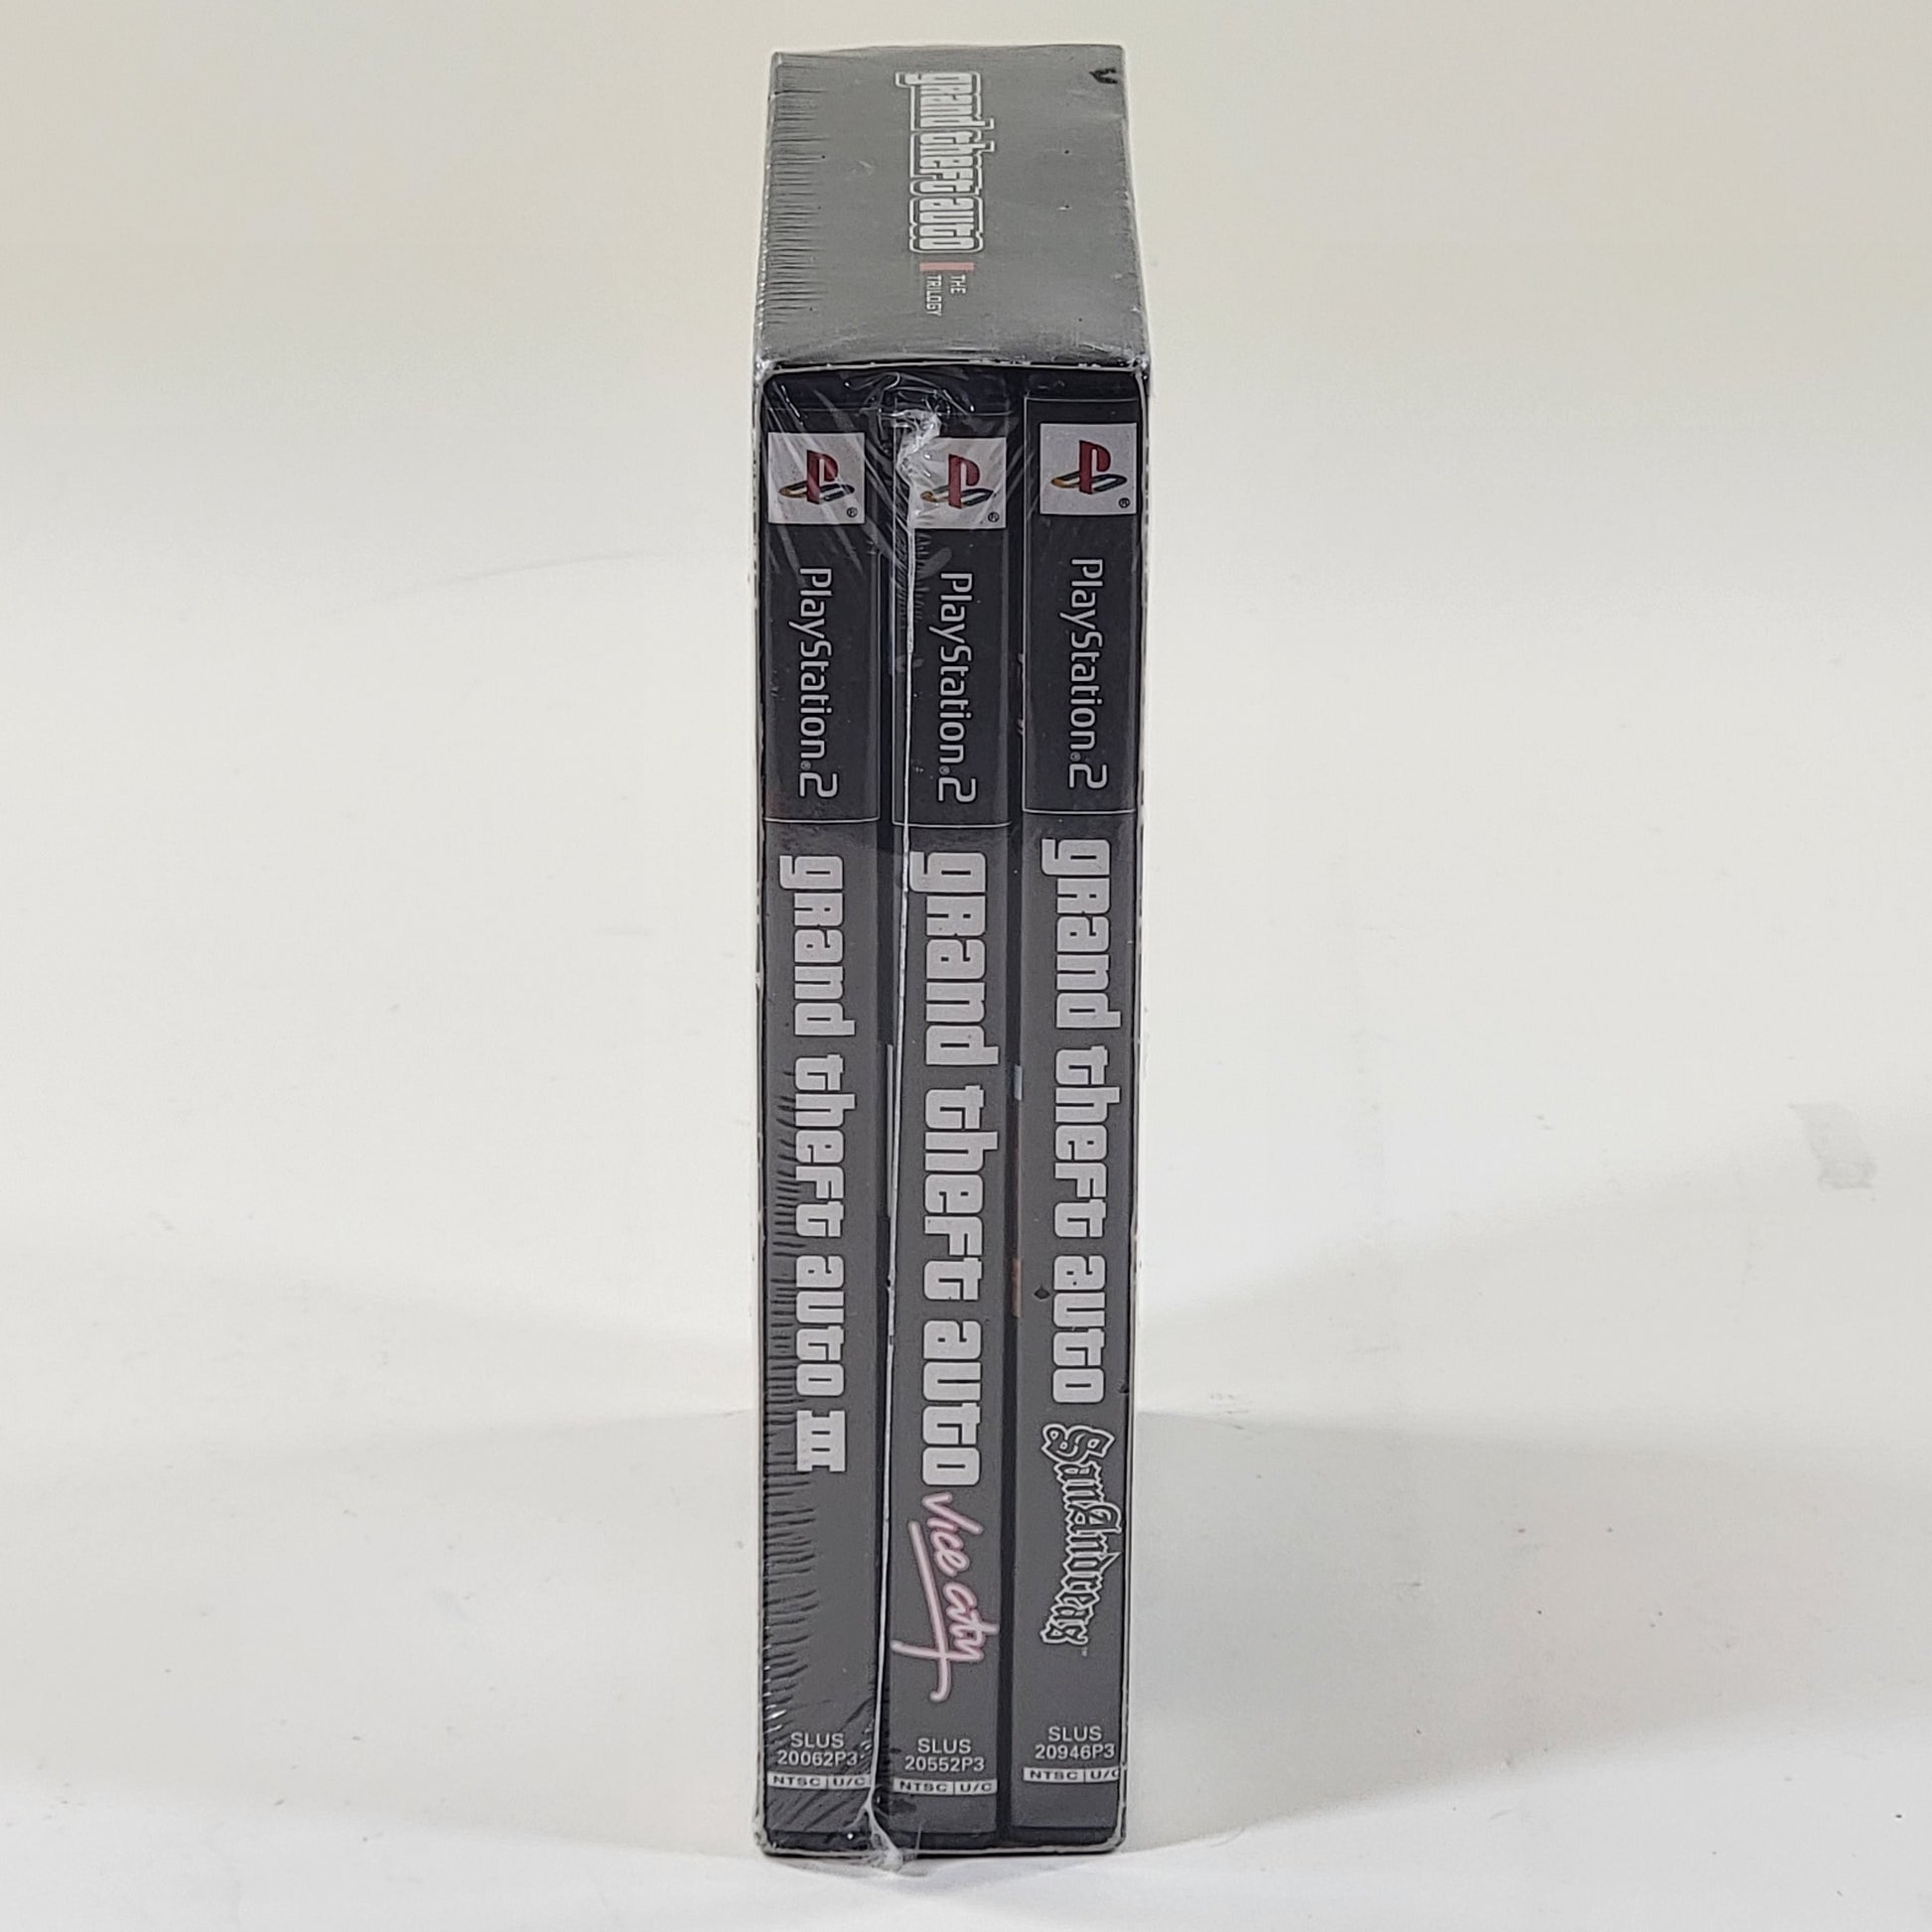 grand theft auto
THE
TRILOGY
PlayStation®2
grand theft auto III
SLUS
20062P3
NTSC U/C
PlayStation®2
grand theft auto vice city
SLUS
20552P3
NTSC U/C
PlayStation®2
grand theft auto San Andreas™
SLUS
20946P3
NTSC U/C